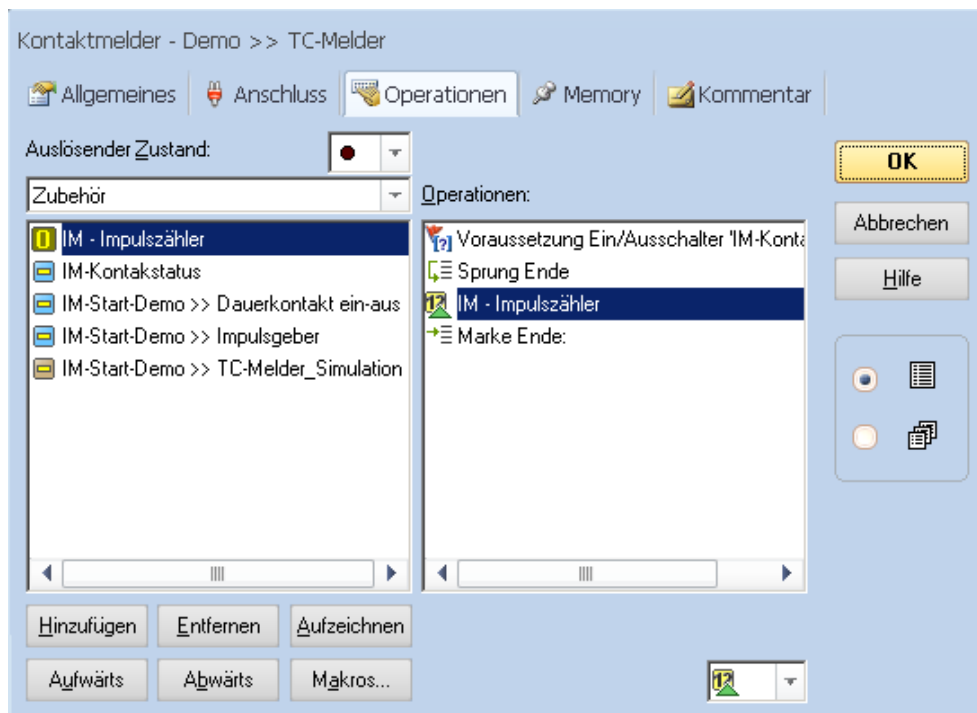 Kontaktmelder - Demo >> TC-Melder
Allgemeines
Anschluss
Operationen
Memory
Kommentar
Auslösender Zustand:
Zubehör
IM - Impulszähler
IM-Kontakstatus
IM-Start-Demo >> Dauerkontakt ein-aus
IM-Start-Demo >> Impulsgeber
IM-Start-Demo >> TC-Melder_Simulation
Operationen:
Voraussetzung Ein/Ausschalter 'IM-Konta
Sprung Ende
12 IM - Impulszähler
Marke Ende:
OK
Abbrechen
Hilfe
Hinzufügen
Entfernen
Aufzeichnen
Aufwärts
Abwärts
Makros...
12